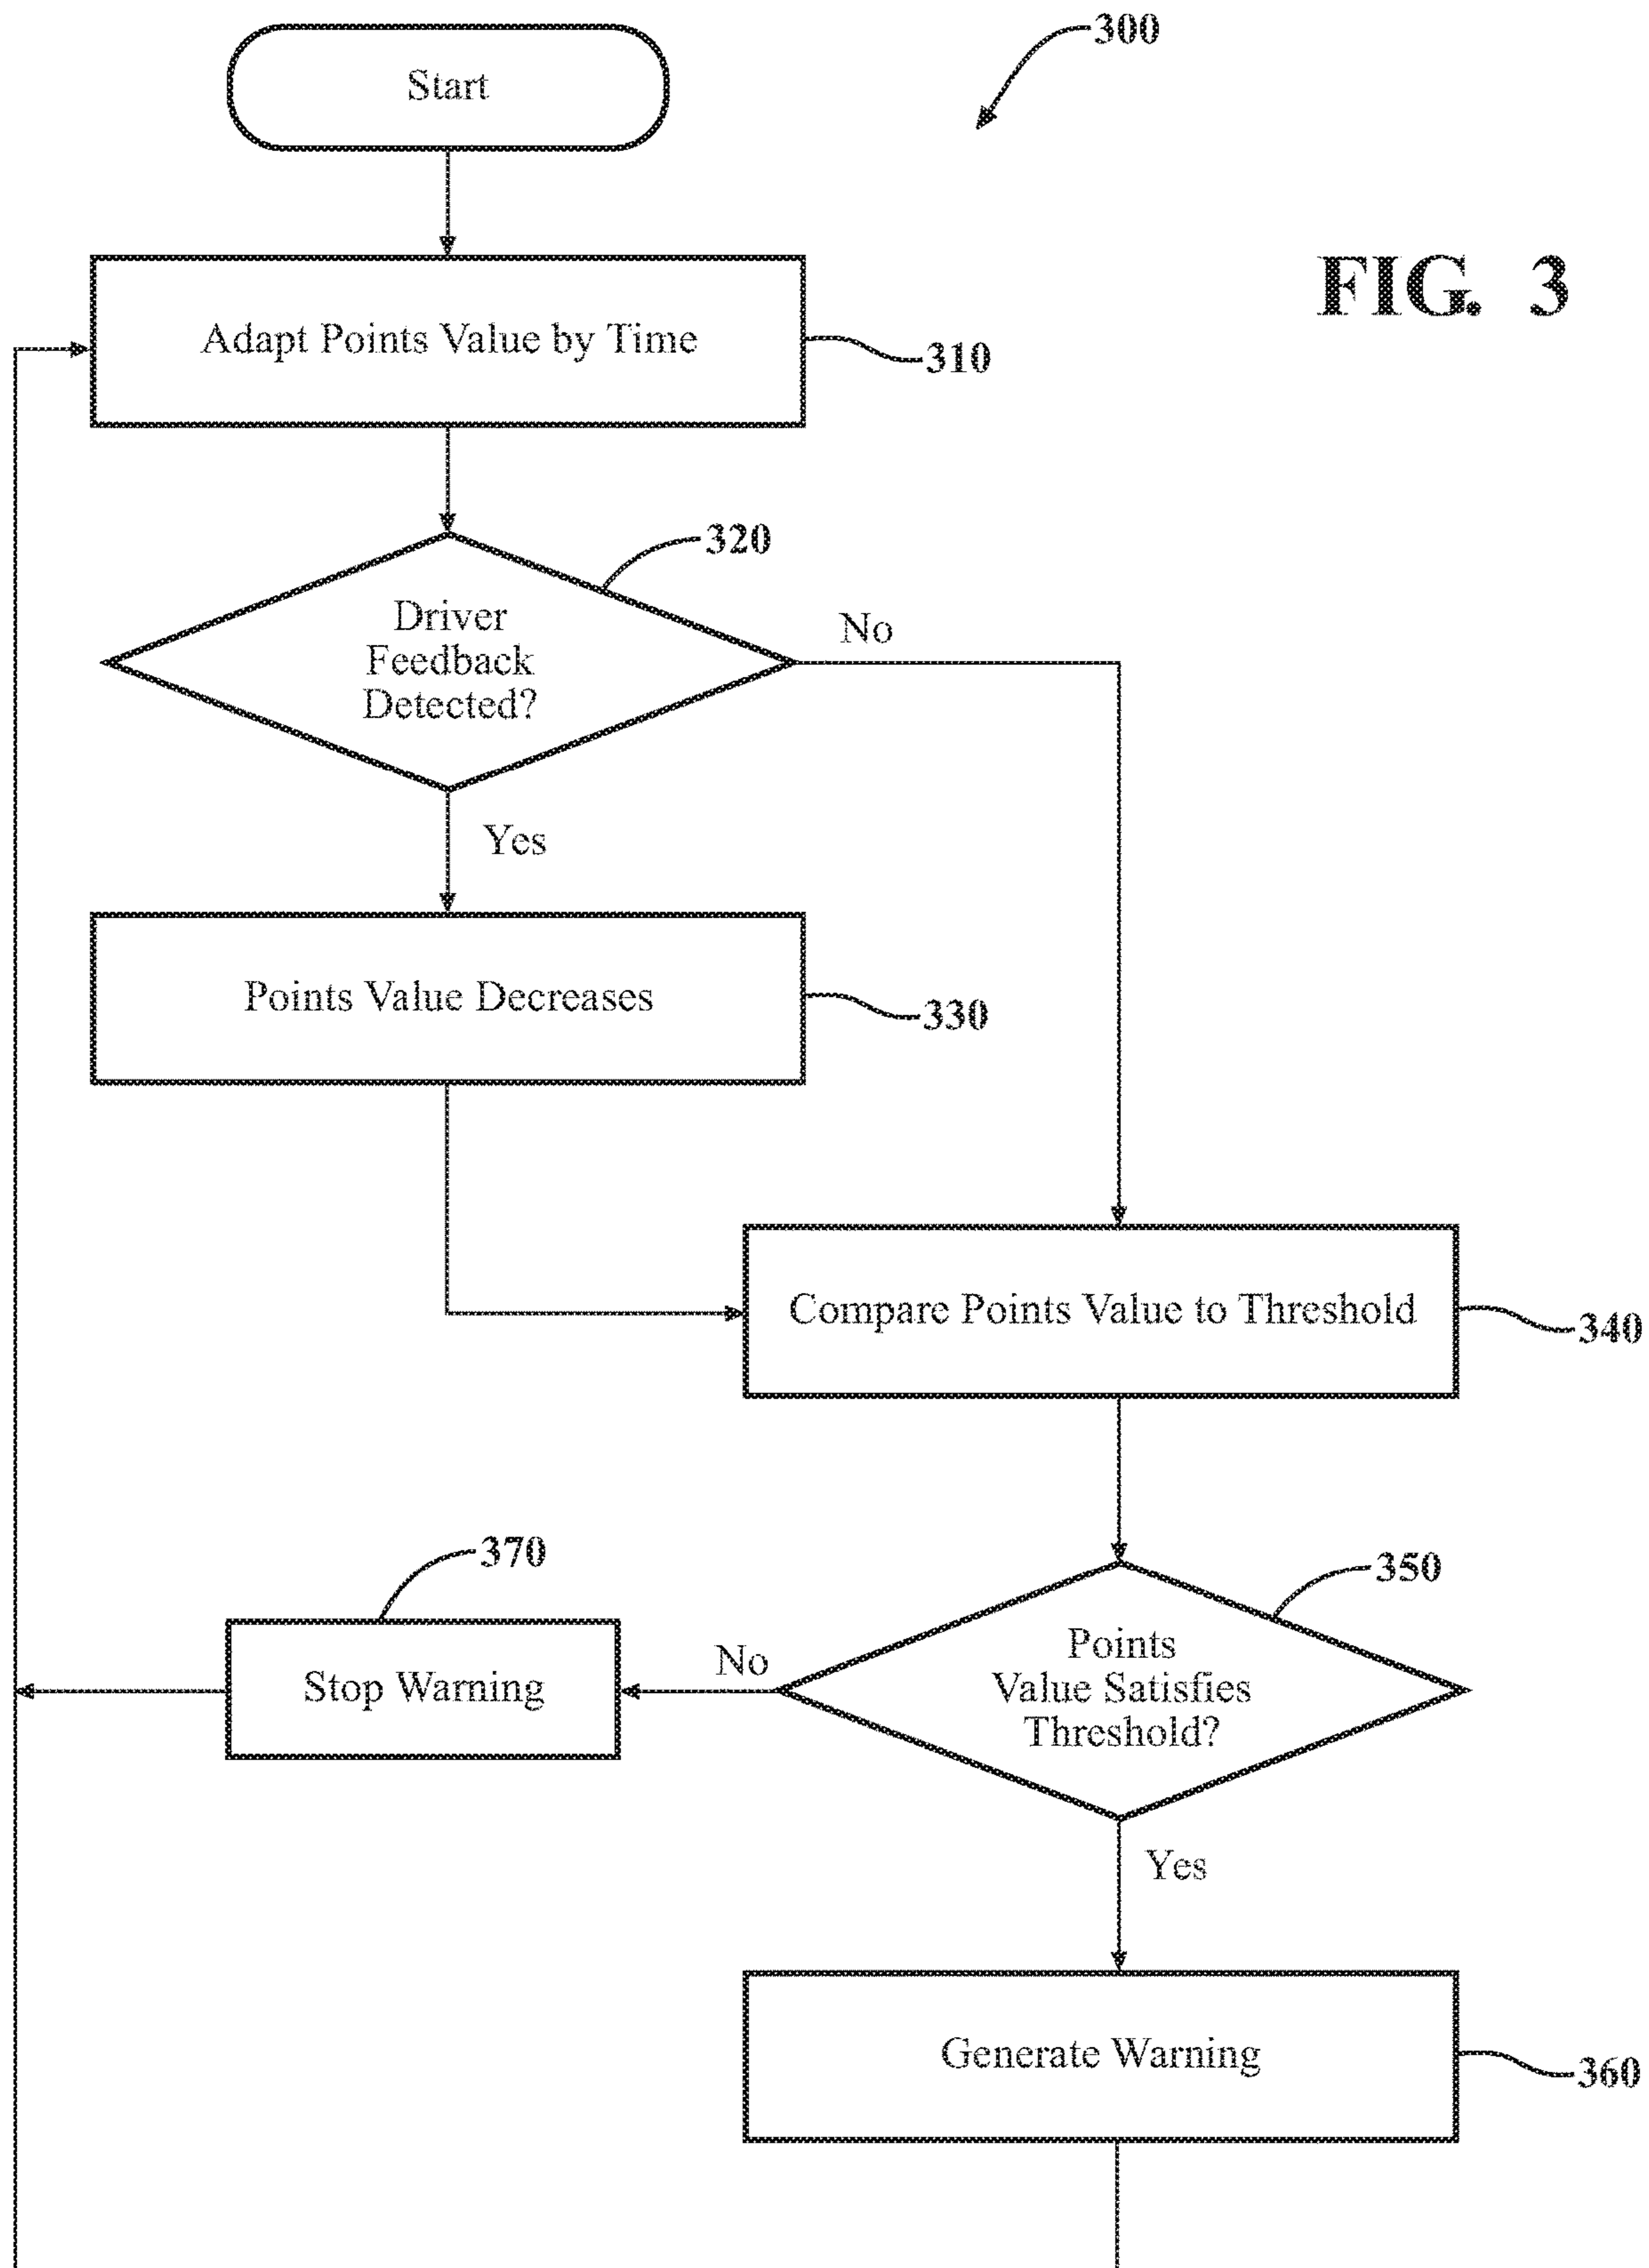 Start
300
FIG. 3
Adapt Points Value by Time
310
320
Driver
Feedback
Detected?
No
Yes
Points Value Decreases
330
Compare Points Value to Threshold
340
370
Stop Warning
No
350
Points
Value Satisfies
Threshold?
Yes
Generate Warning
360